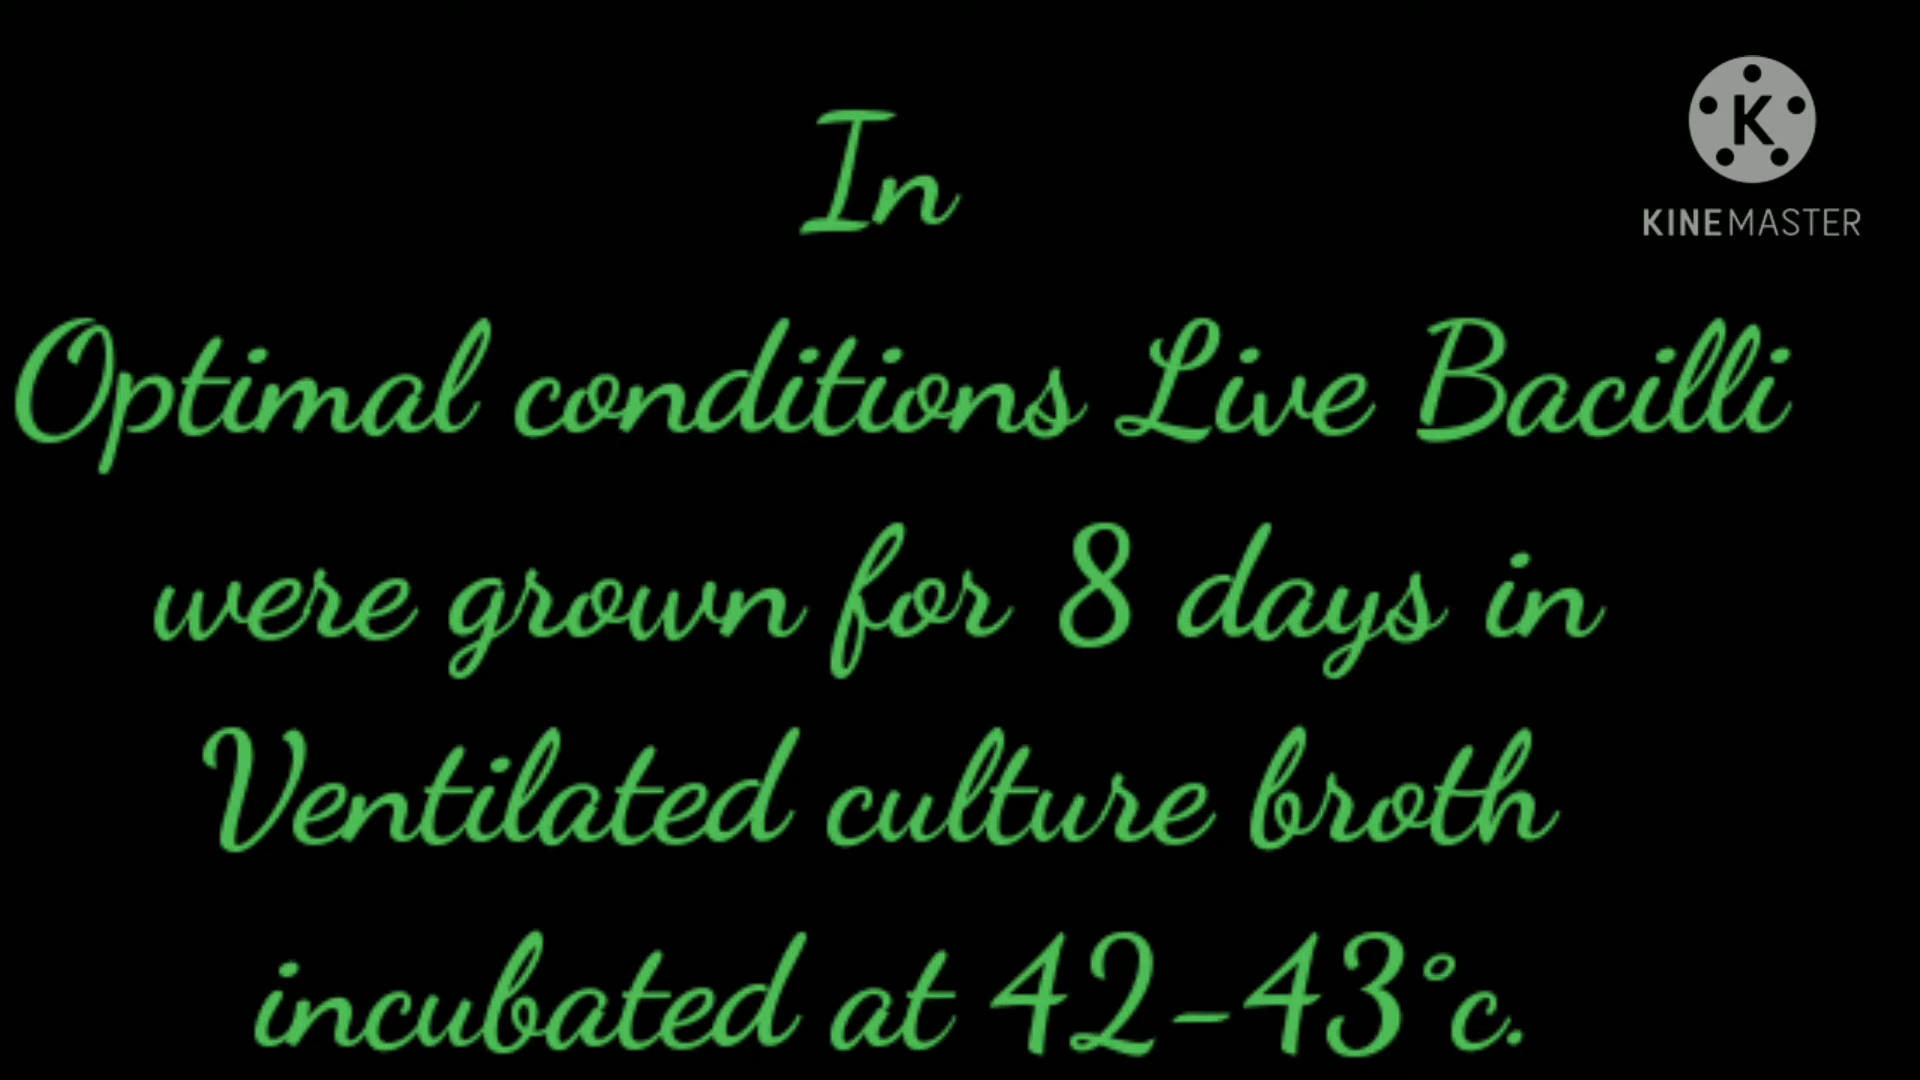 In
KINEMASTER
Optimal conditions Live Bacilli
were grown for 8 days in
Ventilated culture broth
incubated at 42-43°c.